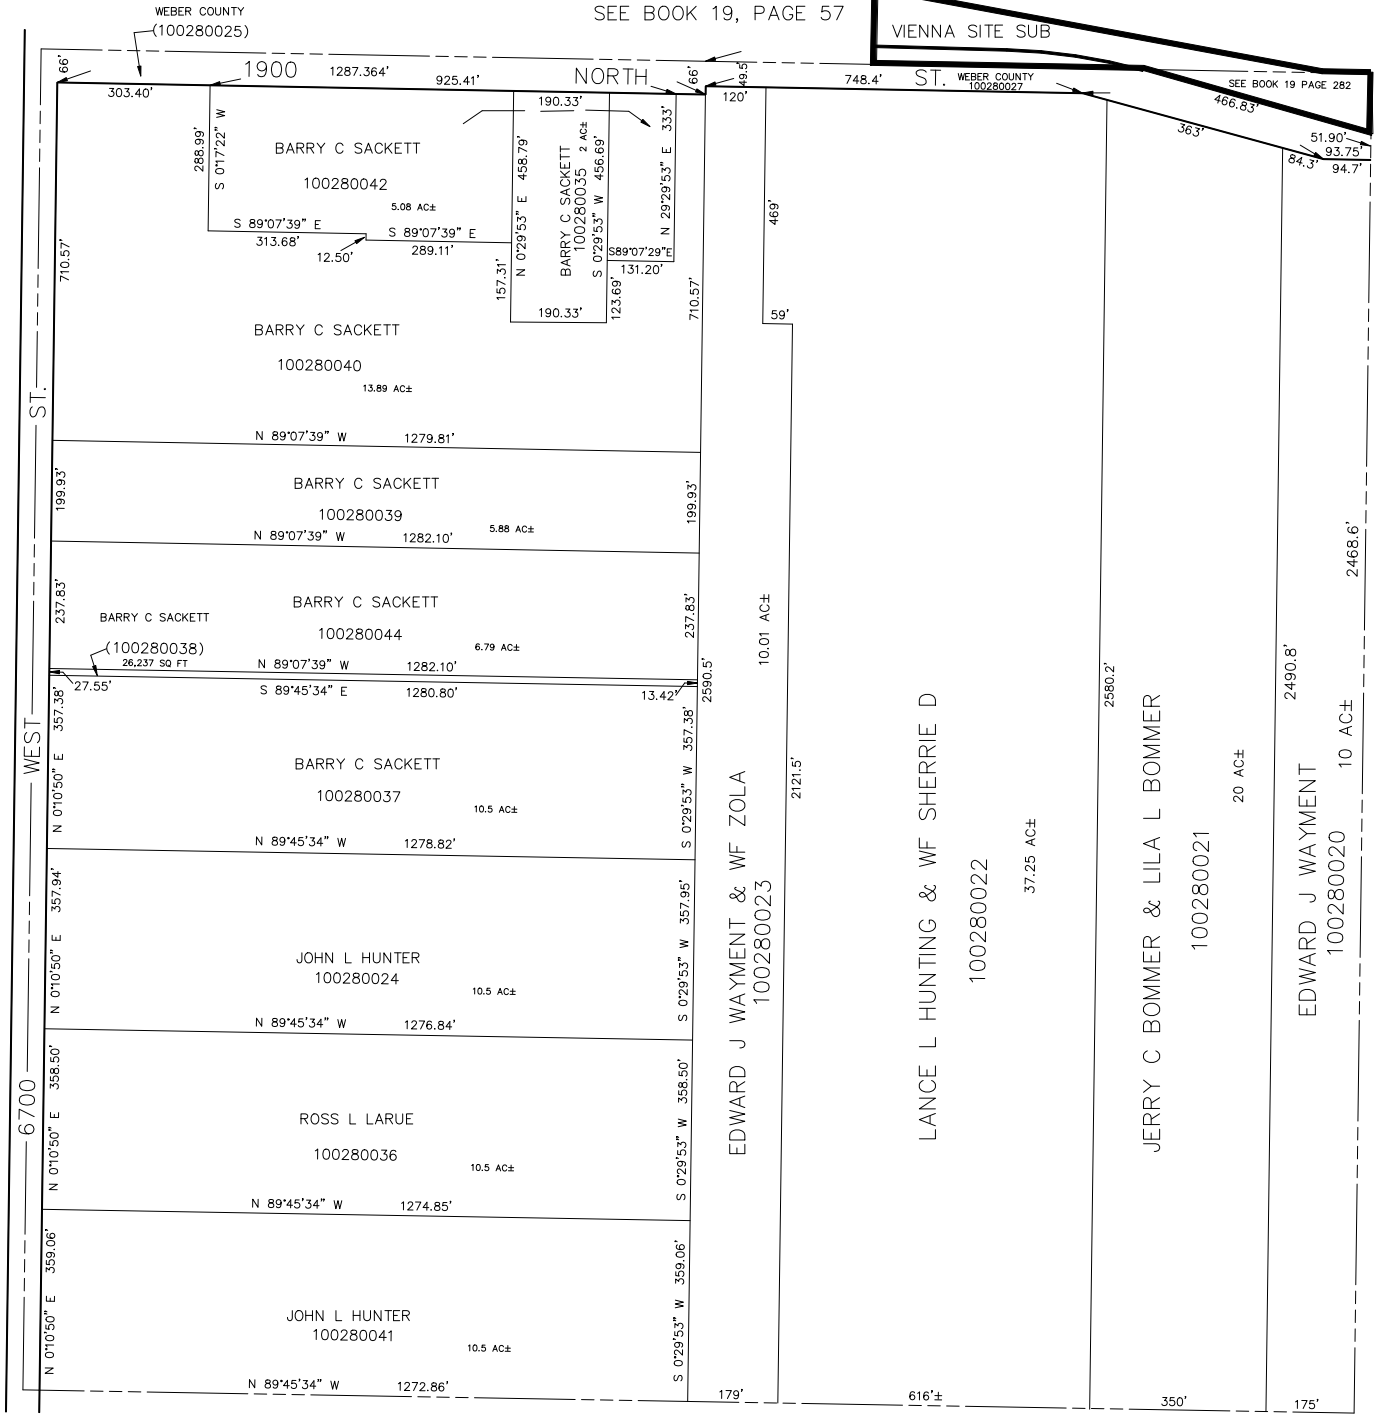 WEBER COUNTY
(100280025)
SEE BOOK 19, PAGE 57
VIENNA SITE SUB
66'
1900
1287.364'
925.41'
NORTH
66'
49.5'
748.4'
ST.
WEBER COUNTY
100280027
SEE BOOK 19 PAGE 282
303.40'
190.33'
120'
466.83'
363'
51.90'
93.75'
84.3'
94.7'
288.99'
S 0°17'22" W
BARRY C SACKETT
100280042
5.08 AC±
N 0°29'53" E 458.79'
BARRY C SACKETT
100280035
2 AC±
S 0°29'53" W 456.69'
N 29°29'53" E 333'
469'
S 89°07'39" E
313.68'
12.50'
S 89°07'39" E
289.11'
S89°07'29"E
131.20'
710.57'
157.31'
190.33'
123.69'
710.57'
59'
BARRY C SACKETT
100280040
13.89 AC±
ST.
N 89°07'39" W 1279.81'
199.93'
BARRY C SACKETT
100280039
5.88 AC±
199.93'
N 89°07'39" W 1282.10'
2468.6'
237.83'
BARRY C SACKETT
100280044
6.79 AC±
237.83'
10.01 AC±
BARRY C SACKETT
(100280038)
26,237 SQ FT
N 89°07'39" W 1282.10'
27.55'
S 89°45'34" E 1280.80'
13.42'
2590.5'
2580.2'
2490.8'
WEST
N 0°10'50" E 357.38'
BARRY C SACKETT
100280037
10.5 AC±
S 0°29'53" W 357.38'
2121.5'
N 89°45'34" W 1278.82'
EDWARD J WAYMENT & WF ZOLA
100280023
LANCE L HUNTING & WF SHERRIE D
100280022
37.25 AC±
JERRY C BOMMER & LILA L BOMMER
100280021
20 AC±
EDWARD J WAYMENT
100280020
10 AC±
N 0°10'50" E 357.94'
JOHN L HUNTER
100280024
10.5 AC±
S 0°29'53" W 357.95'
N 89°45'34" W 1276.84'
6700
N 0°10'50" E 358.50'
ROSS L LARUE
100280036
10.5 AC±
S 0°29'53" W 358.50'
N 89°45'34" W 1274.85'
N 0°10'50" E 359.06'
JOHN L HUNTER
100280041
10.5 AC±
S 0°29'53" W 359.06'
N 89°45'34" W 1272.86'
179'
616'±
350'
175'